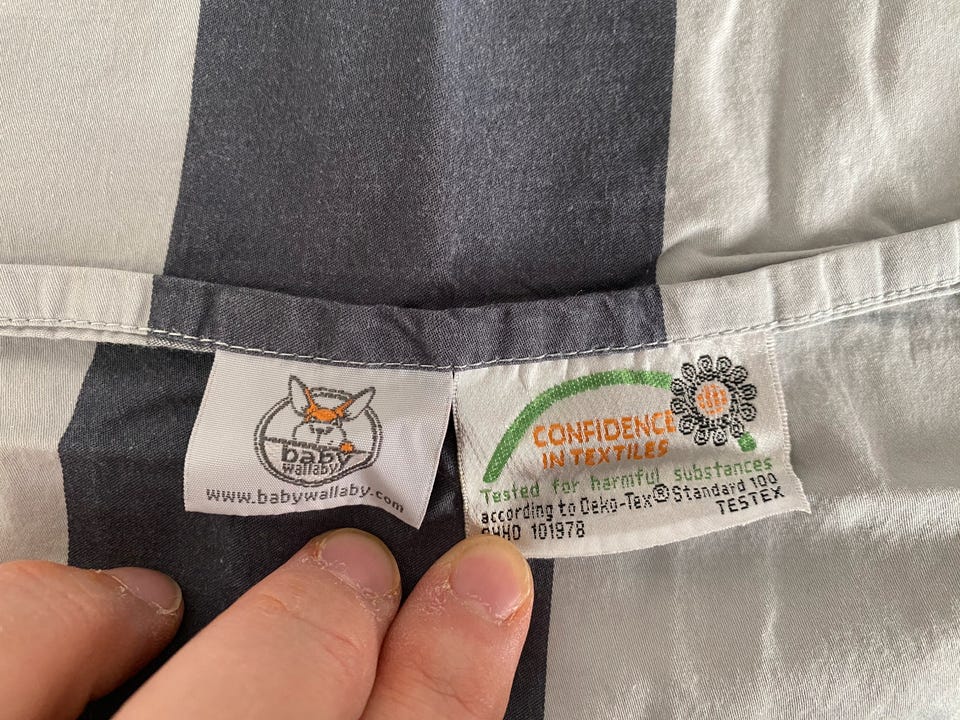 baby
wallaby
www.babywallaby.com
CONFIDENCE
IN TEXTILES
Tested for harmful substances
according to Oeko-Tex® Standard 100
TESTEX
101978